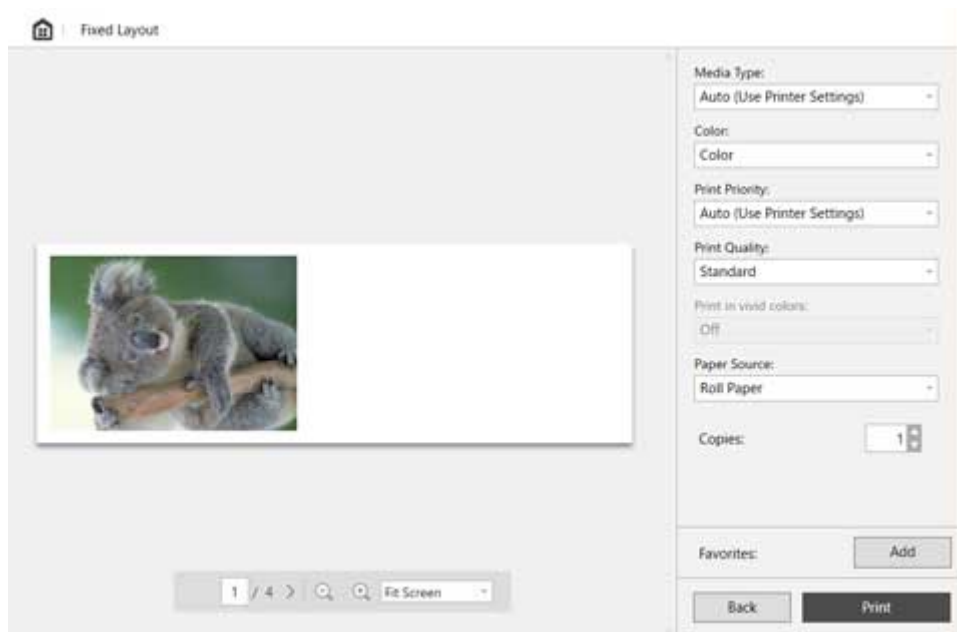 Fixed Layout
Media Type:
Auto (Use Printer Settings)
Color:
Color
Print Priority:
Auto (Use Printer Settings)
Print Quality:
Standard
Print in vivid colors:
Off
Paper Source:
Roll Paper
Copies:
1
Favorites:
Add
1 / 4 > Fit Screen
Back
Print